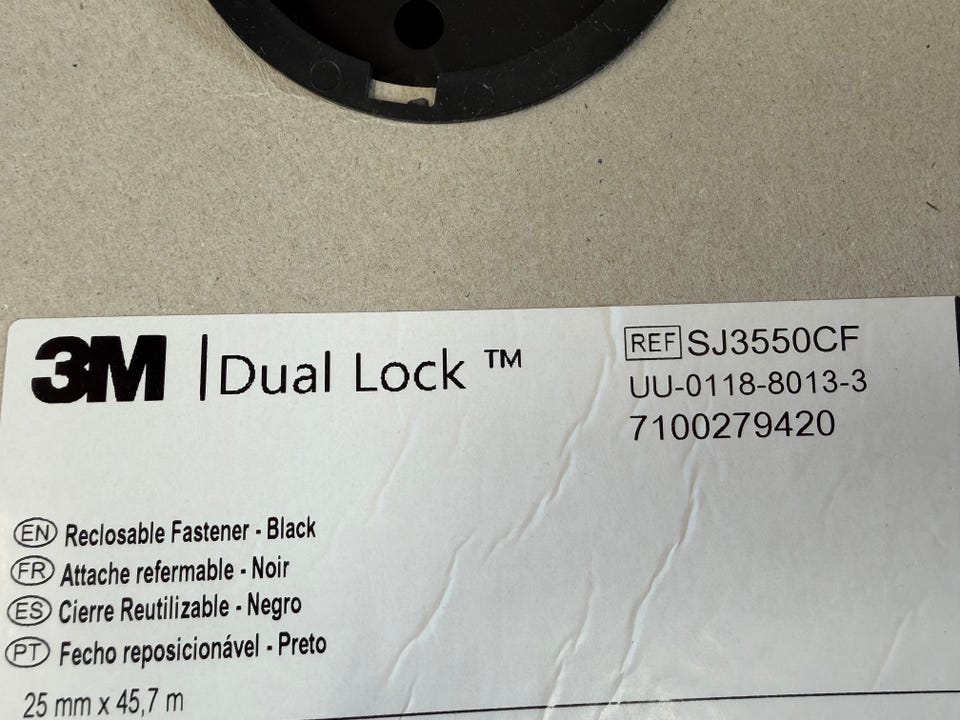 3M | Dual Lock ™
REF SJ3550CF
UU-0118-8013-3
7100279420
EN Reclosable Fastener - Black
FR Attache refermable - Noir
ES Cierre Reutilizable - Negro
PT Fecho reposicionável - Preto
25 mm x 45,7 m